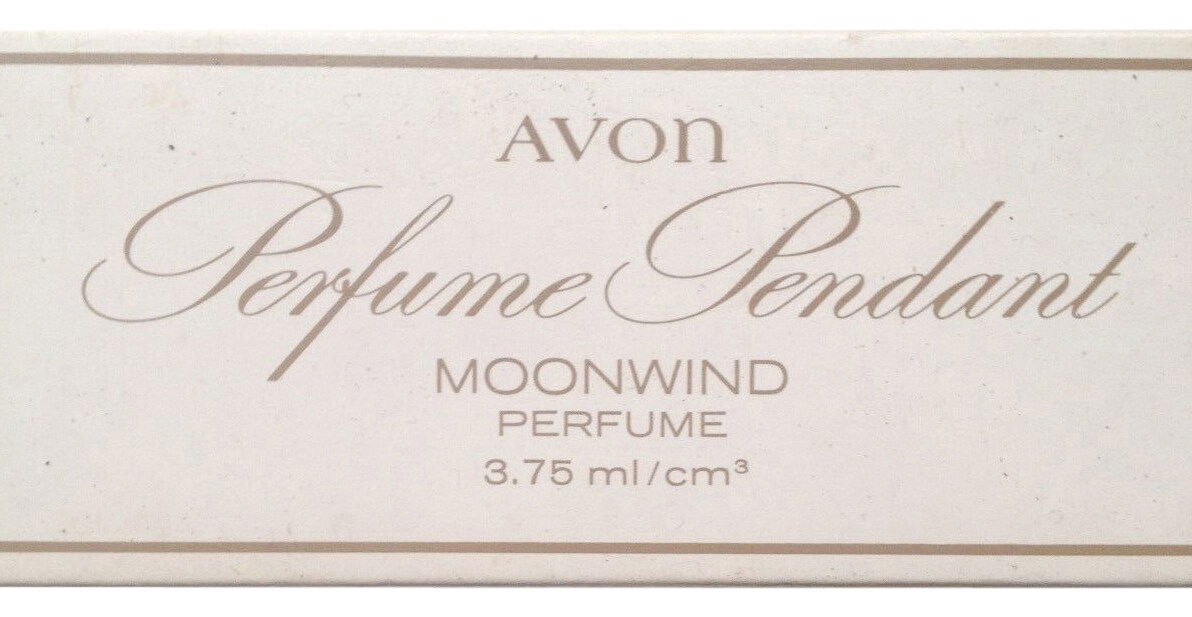 AVON
Perfume Pendant
MOONWIND
PERFUME
3.75 ml/cm³